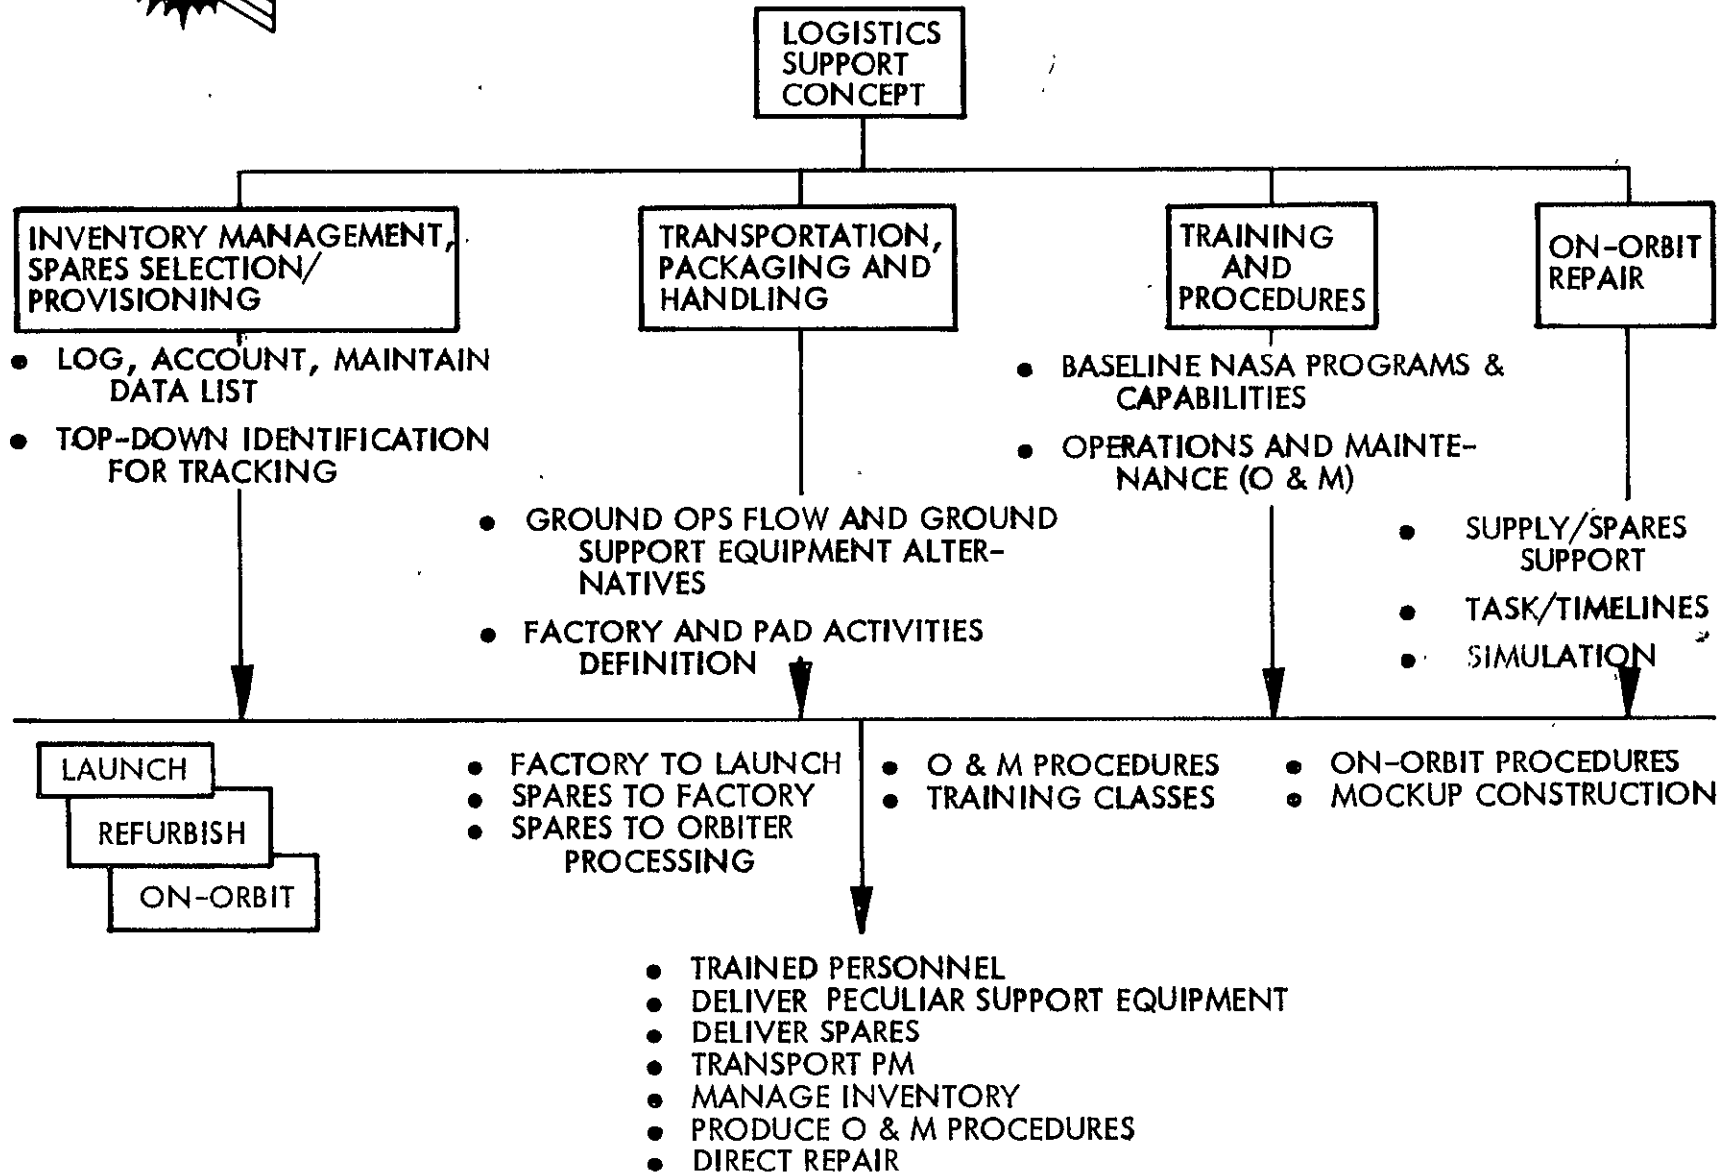 LOGISTICS
SUPPORT
CONCEPT
INVENTORY MANAGEMENT,
SPARES SELECTION/
PROVISIONING
• LOG, ACCOUNT, MAINTAIN
DATA LIST
• TOP-DOWN IDENTIFICATION
FOR TRACKING
TRANSPORTATION,
PACKAGING AND
HANDLING
• GROUND OPS FLOW AND GROUND
SUPPORT EQUIPMENT ALTER-
NATIVES
• FACTORY AND PAD ACTIVITIES
DEFINITION
TRAINING
AND
PROCEDURES
• BASELINE NASA PROGRAMS &
CAPABILITIES
• OPERATIONS AND MAINTE-
NANCE (O & M)
ON-ORBIT
REPAIR
• SUPPLY/SPARES
SUPPORT
• TASK/TIMELINES
• SIMULATION
LAUNCH
REFURBISH
ON-ORBIT
• FACTORY TO LAUNCH
• SPARES TO FACTORY
• SPARES TO ORBITER
PROCESSING
• O & M PROCEDURES
• TRAINING CLASSES
• ON-ORBIT PROCEDURES
• MOCKUP CONSTRUCTION
• TRAINED PERSONNEL
• DELIVER PECULIAR SUPPORT EQUIPMENT
• DELIVER SPARES
• TRANSPORT PM
• MANAGE INVENTORY
• PRODUCE O & M PROCEDURES
• DIRECT REPAIR